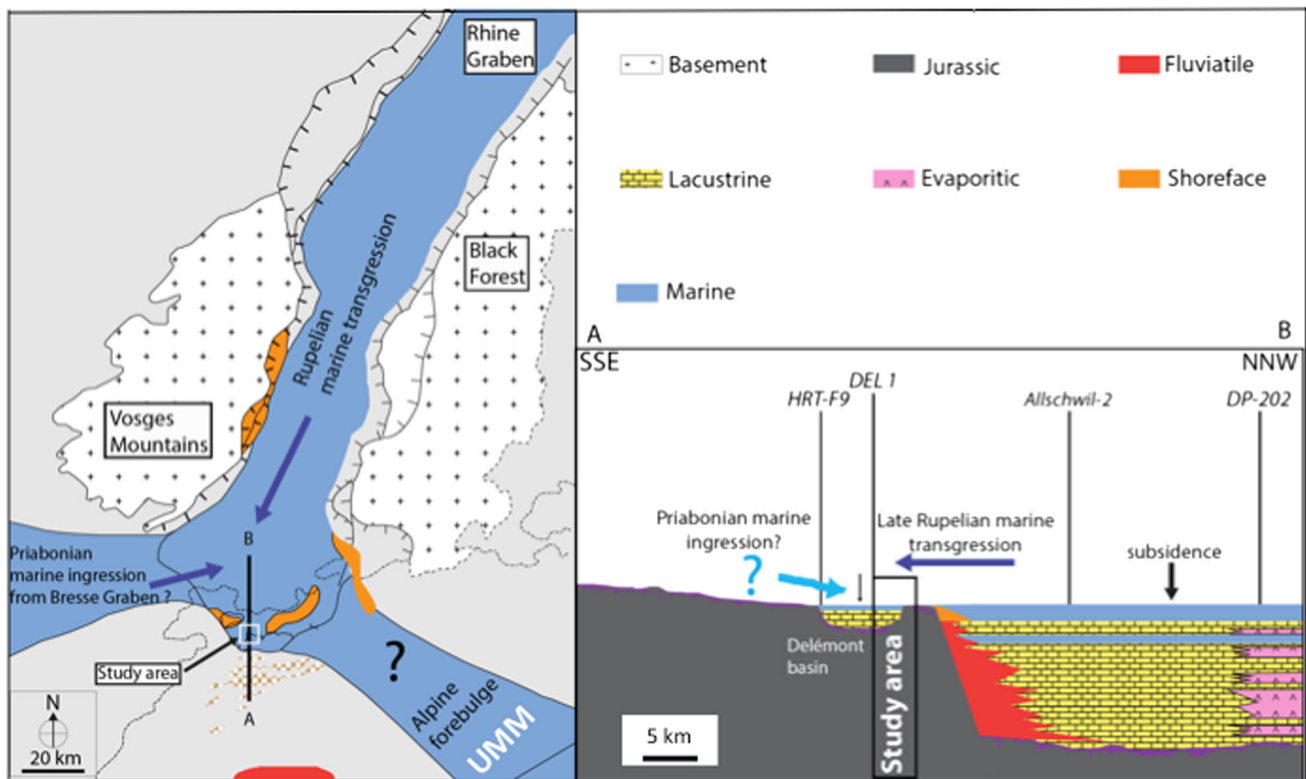 Rhine
Graben
Black
Forest
Rupelian
marine transgression
Vosges
Mountains
Priabonian
marine ingression
from Bresse Graben ?
B
Study area
A
?
Alpine
forebulge
UMM
N
20 km
Basement
Jurassic
Fluviatile
Lacustrine
Evaporitic
Shoreface
Marine
A
B
SSE
NNW
HRT-F9
DEL 1
Allschwil-2
DP-202
Priabonian marine
ingression?
?
Late Rupelian marine
transgression
subsidence
Delémont
basin
Study area
5 km